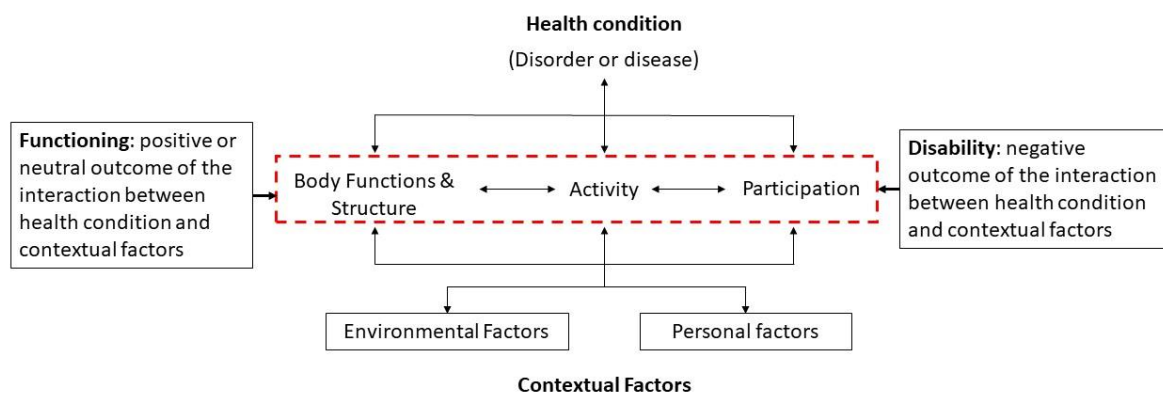 Health condition
(Disorder or disease)
Functioning: positive or
neutral outcome of the
interaction between
health condition and
contextual factors
Body Functions &
Structure
Activity
Participation
Disability: negative
outcome of the interaction
between health condition
and contextual factors
Environmental Factors
Personal factors
Contextual Factors